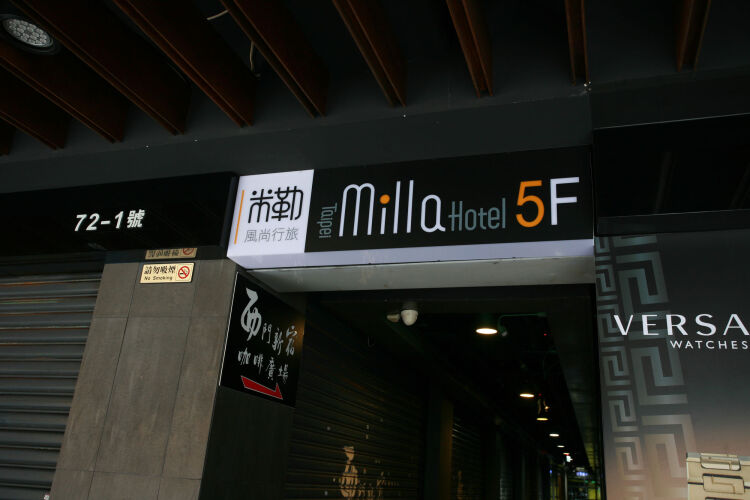 72-1號
米勒
風尚行旅
Taipei Milla Hotel 5F
請勿吸煙
No Smoking
西門新宿
咖啡廣場
VERSA
WATCHES